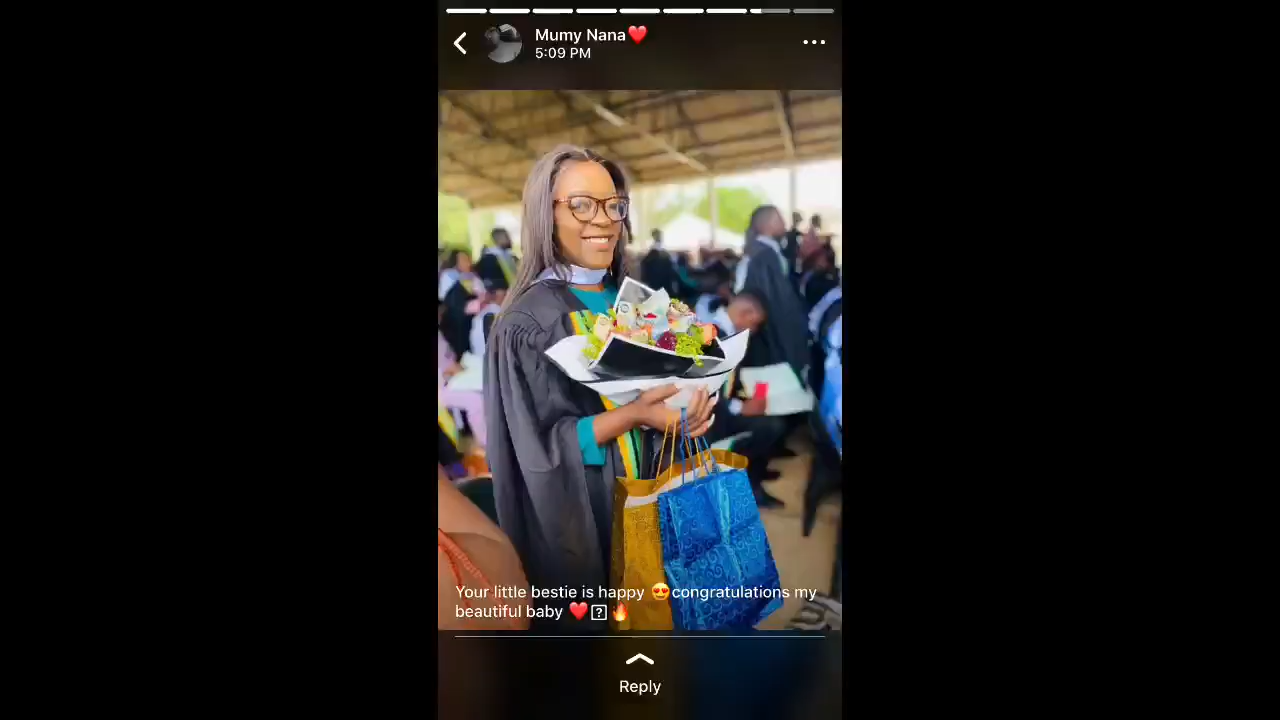 Mumy Nana❤️
5:09 PM
Your little bestie is happy 😍congratulations my
beautiful baby ❤️⍰🔥
Reply